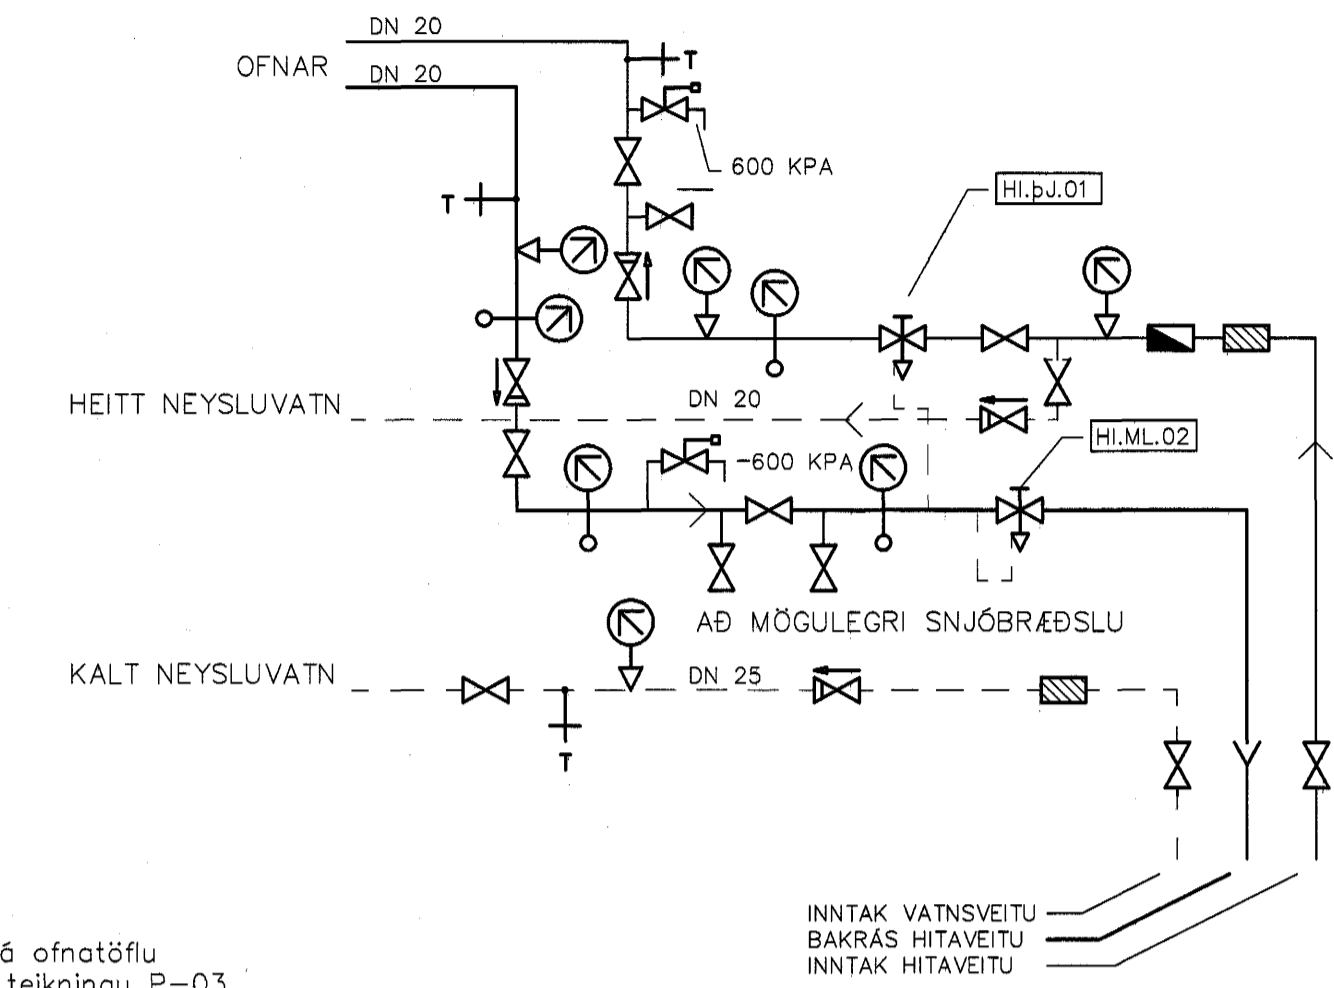 DN 20
OFNAR
DN 20
T
600 KPA
HI.þJ.01
T
HEITT NEYSLUVATN
DN 20
HI.ML.02
-600 KPA
AÐ MÖGULEGRI SNJÓBRÆÐSLU
KALT NEYSLUVATN
DN 25
T
INNTAK VATNSVEITU
BAKRÁS HITAVEITU
INNTAK HITAVEITU
á ofnatöflu
teikningu P-03